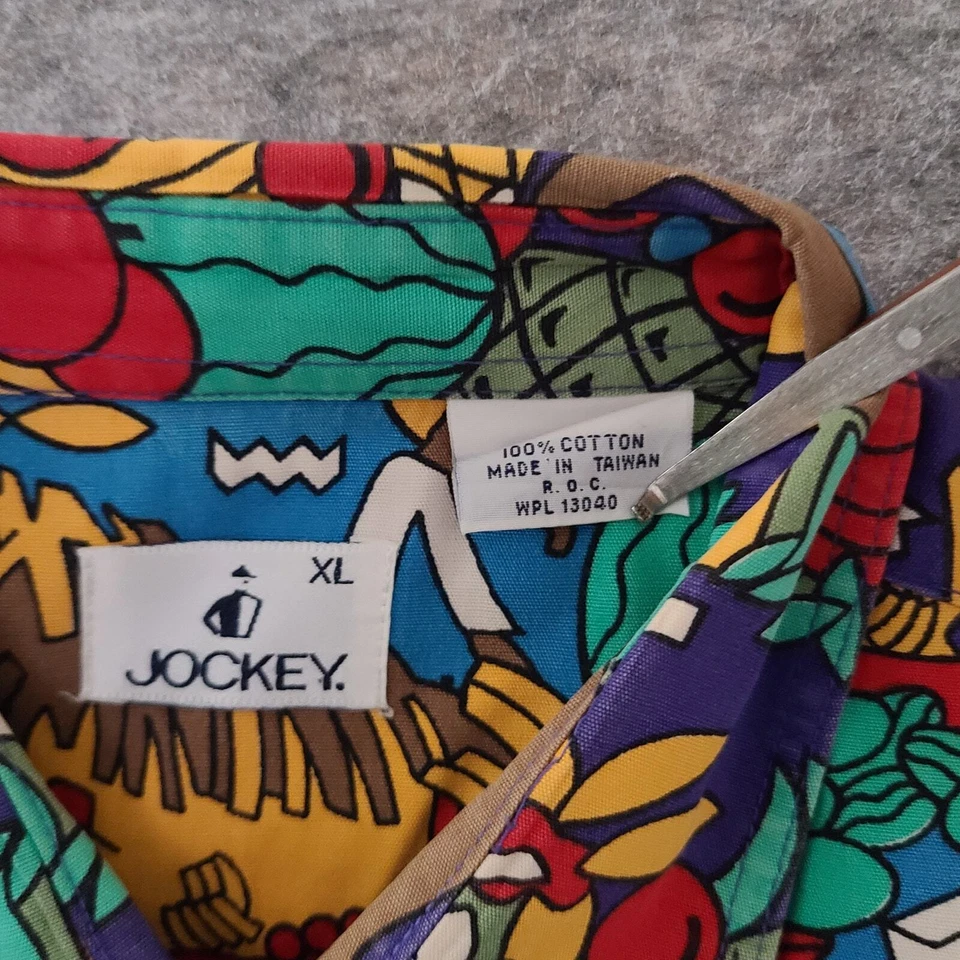 100% COTTON
MADE IN TAIWAN
R.O.C.
WPL 13040
XL
JOCKEY.